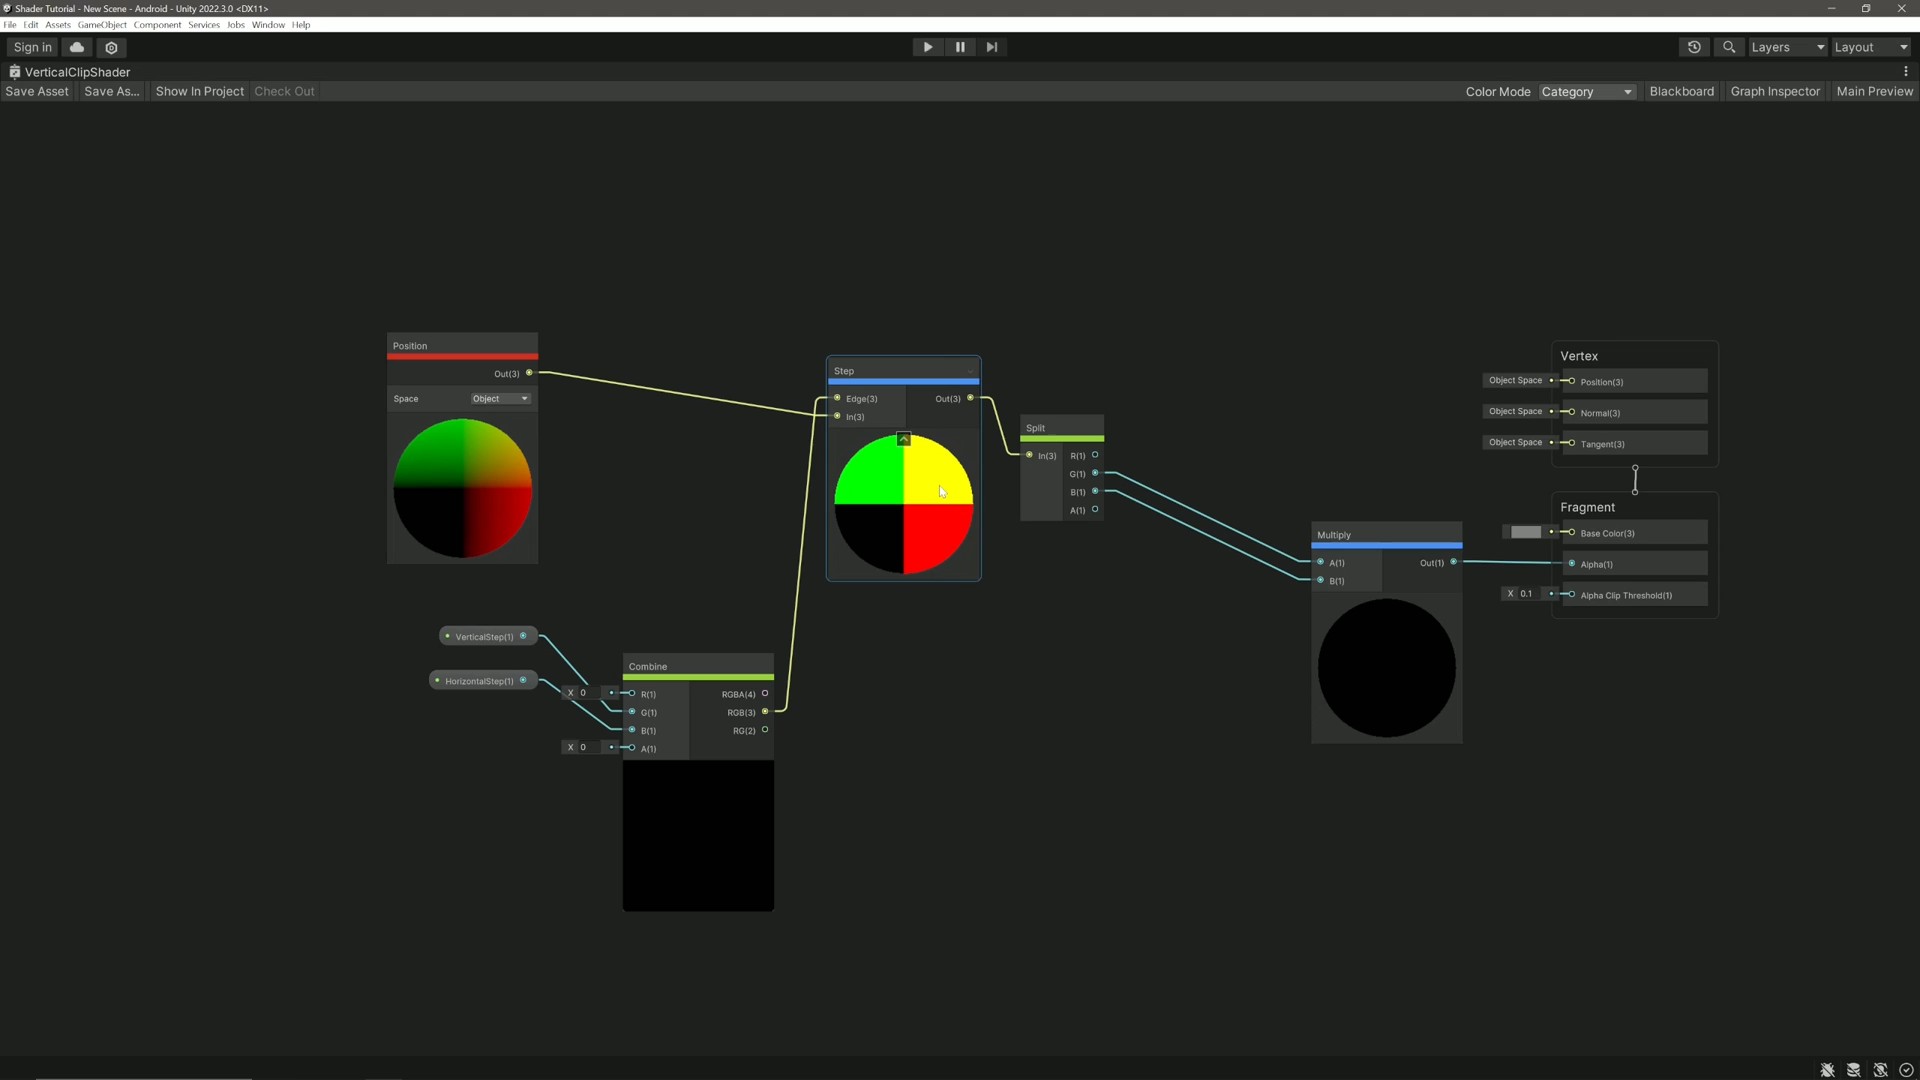 Shader Tutorial - New Scene - Android - Unity 2022.3.0 <DX11>
File Edit Assets GameObject Component Services Jobs Window Help
Sign in Layers Layout
VerticalClipShader
Save Asset Save As... Show In Project Check Out Color Mode Category Blackboard Graph Inspector Main Preview
Position
Out(3)
Space Object
Step
Edge(3) Out(3)
In(3)
Split
In(3) R(1)
G(1)
B(1)
A(1)
Vertex
Object Space Position(3)
Object Space Normal(3)
Object Space Tangent(3)
Fragment
Base Color(3)
Alpha(1)
X 0.1 Alpha Clip Threshold(1)
Multiply
A(1) Out(1)
B(1)
VerticalStep(1)
HorizontalStep(1)
Combine
X 0 R(1) RGBA(4)
G(1) RGB(3)
B(1) RG(2)
X 0 A(1)